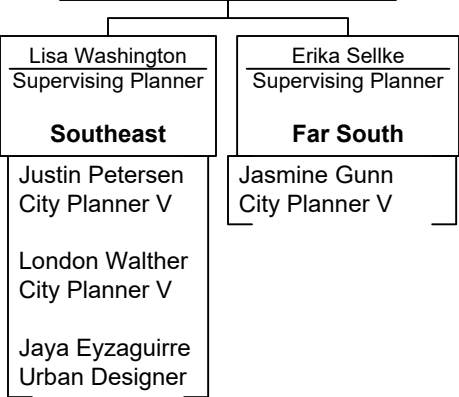 Lisa Washington
Supervising Planner
Southeast
Justin Petersen
City Planner V
London Walther
City Planner V
Jaya Eyzaguirre
Urban Designer
Erika Sellke
Supervising Planner
Far South
Jasmine Gunn
City Planner V